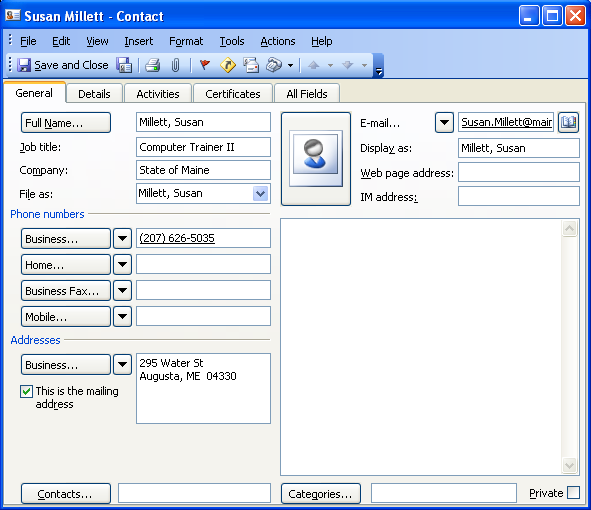 Susan Millett - Contact
File Edit View Insert Format Tools Actions Help
Save and Close
General Details Activities Certificates All Fields
Full Name... Millett, Susan
Job title: Computer Trainer II
Company: State of Maine
File as: Millett, Susan
E-mail... Susan.Millett@mair
Display as: Millett, Susan
Web page address:
IM address:
Phone numbers
Business... (207) 626-5035
Home...
Business Fax...
Mobile...
Addresses
Business... 295 Water St
Augusta, ME 04330
This is the mailing
address
Contacts... Categories... Private